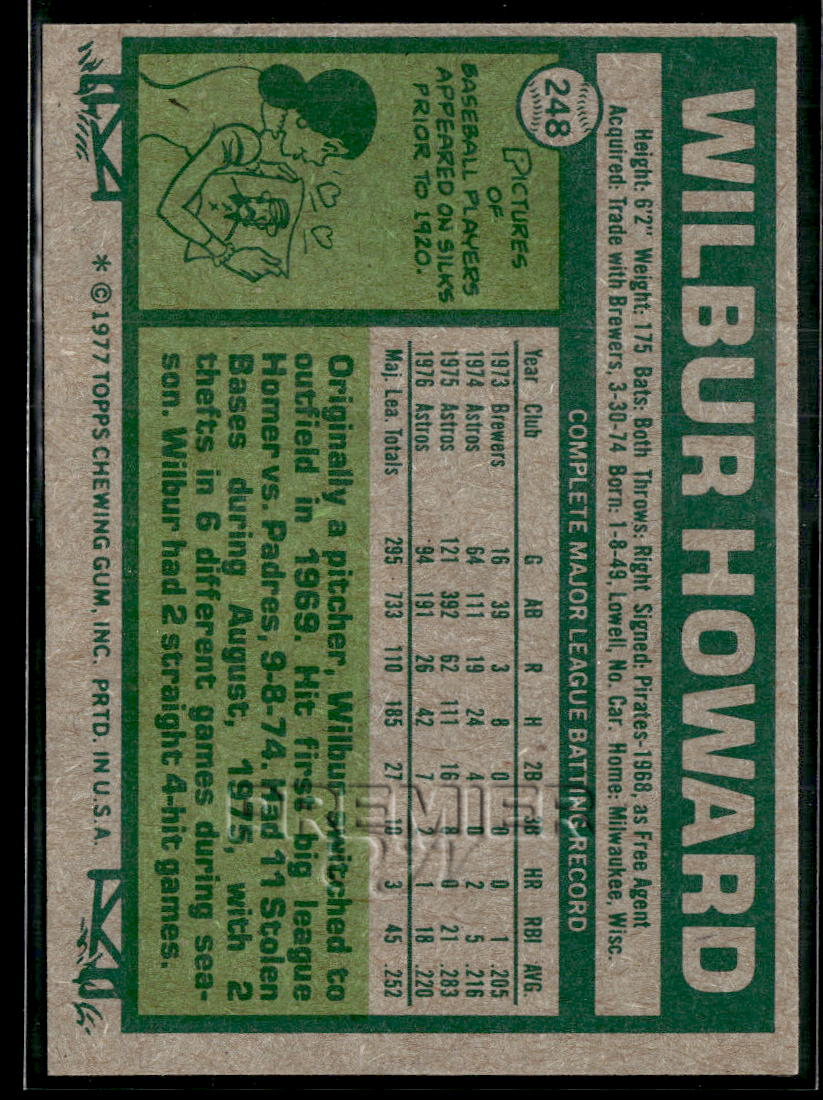 248
WILBUR HOWARD
Height: 6'2" Weight: 175 Bats: Both Throws: Right Signed: Pirates-1968, as Free Agent
Acquired: Trade with Brewers, 3-30-74 Born: 1-8-49, Lowell, No. Car. Home: Milwaukee, Wisc.
COMPLETE MAJOR LEAGUE BATTING RECORD
Year Club G AB R H 2B 3B HR RBI AVG.
1973 Brewers 16 39 3 8 0 0 0 1 .205
1974 Astros 64 111 19 24 4 0 2 5 .216
1975 Astros 121 392 62 111 16 8 0 21 .283
1976 Astros 94 191 26 42 7 2 1 18 .220
Maj. Lea. Totals 295 733 110 185 27 10 3 45 .252
PICTURES
OF
BASEBALL PLAYERS
APPEARED ON SILKS
PRIOR TO 1920.
Originally a pitcher, Wilbur switched to
outfield in 1969. Hit first big league
Homer vs. Padres, 9-8-74. Had 11 Stolen
Bases during August, 1975, with 2
thefts in 6 different games during sea-
son. Wilbur had 2 straight 4-hit games.
* ©1977 TOPPS CHEWING GUM, INC. PRTD. IN U.S.A.
PREMIER